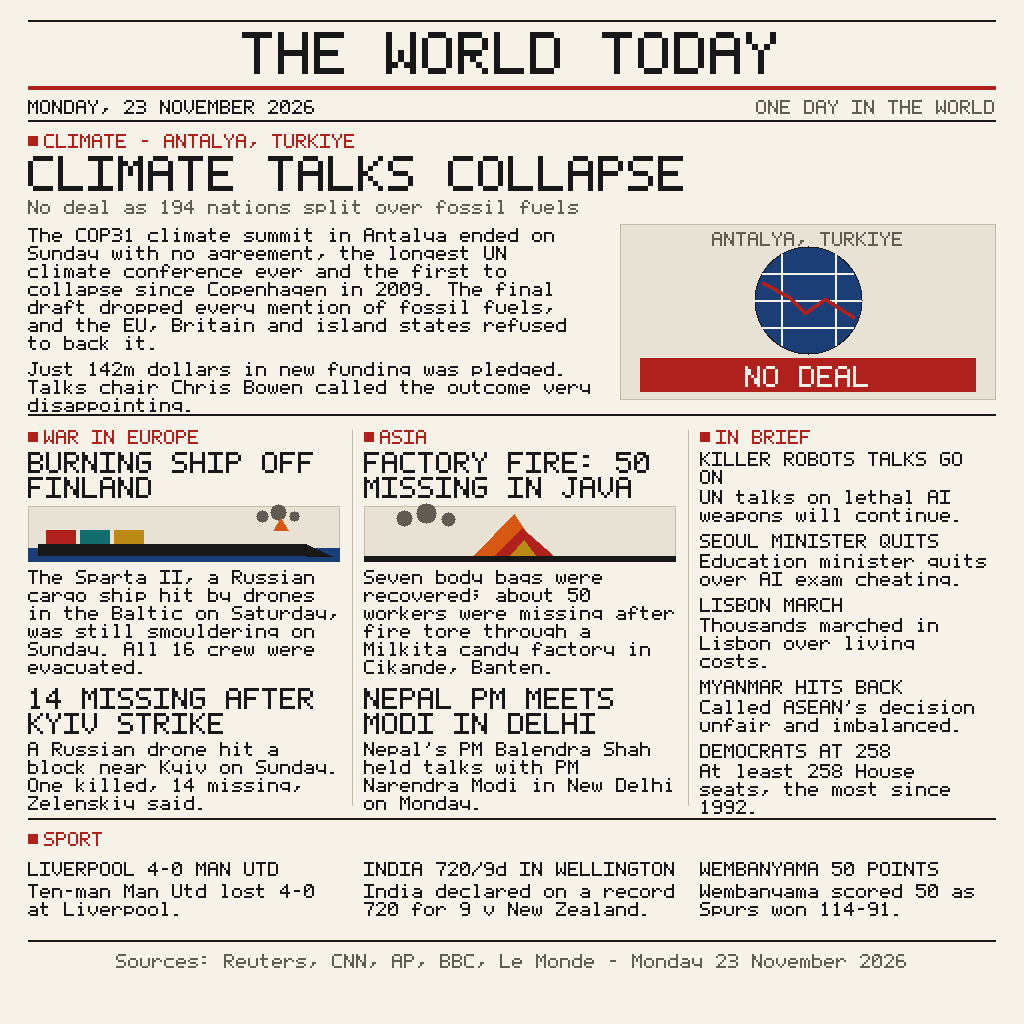 THE WORLD TODAY
MONDAY, 23 NOVEMBER 2026
ONE DAY IN THE WORLD
CLIMATE - ANTALYA, TURKIYE
CLIMATE TALKS COLLAPSE
No deal as 194 nations split over fossil fuels
The COP31 climate summit in Antalya ended on
Sunday with no agreement, the longest UN
climate conference ever and the first to
collapse since Copenhagen in 2009. The final
draft dropped every mention of fossil fuels,
and the EU, Britain and island states refused
to back it.
Just 142m dollars in new funding was pledged.
Talks chair Chris Bowen called the outcome very
disappointing.
ANTALYA, TURKIYE
NO DEAL
WAR IN EUROPE
BURNING SHIP OFF
FINLAND
The Sparta II, a Russian
cargo ship hit by drones
in the Baltic on Saturday,
was still smouldering on
Sunday. All 16 crew were
evacuated.
14 MISSING AFTER
KYIV STRIKE
A Russian drone hit a
block near Kyiv on Sunday.
One killed, 14 missing,
Zelenskiy said.
ASIA
FACTORY FIRE: 50
MISSING IN JAVA
Seven body bags were
recovered; about 50
workers were missing after
fire tore through a
Milkita candy factory in
Cikande, Banten.
NEPAL PM MEETS
MODI IN DELHI
Nepal's PM Balendra Shah
held talks with PM
Narendra Modi in New Delhi
on Monday.
IN BRIEF
KILLER ROBOTS TALKS GO
ON
UN talks on lethal AI
weapons will continue.
SEOUL MINISTER QUITS
Education minister quits
over AI exam cheating.
LISBON MARCH
Thousands marched in
Lisbon over living
costs.
MYANMAR HITS BACK
Called ASEAN's decision
unfair and imbalanced.
DEMOCRATS AT 258
At least 258 House
seats, the most since
1992.
SPORT
LIVERPOOL 4-0 MAN UTD
Ten-man Man Utd lost 4-0
at Liverpool.
INDIA 720/9d IN WELLINGTON
India declared on a record
720 for 9 v New Zealand.
WEMBANYAMA 50 POINTS
Wembanyama scored 50 as
Spurs won 114-91.
Sources: Reuters, CNN, AP, BBC, Le Monde - Monday 23 November 2026